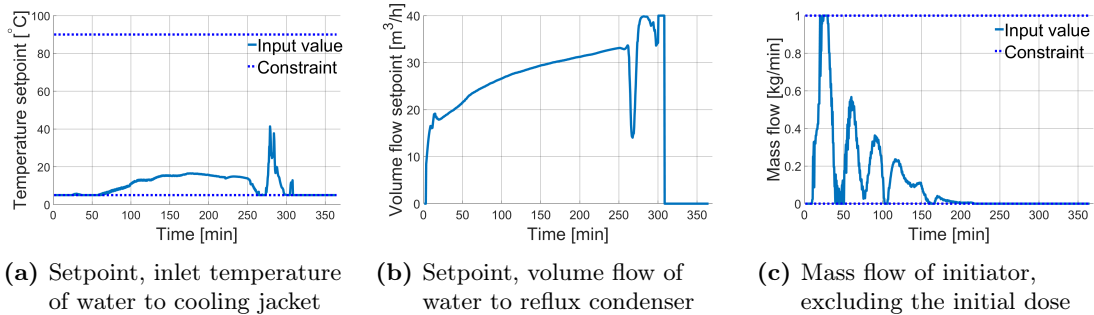 Temperature setpoint [°C]
100
80
60
40
20
0
0 50 100 150 200 250 300 350
Time [min]
Input value
Constraint
Volume flow setpoint [m³/h]
40
30
20
10
0
0 50 100 150 200 250 300 350
Time [min]
Mass flow [kg/min]
1
0.8
0.6
0.4
0.2
0
0 50 100 150 200 250 300 350
Time [min]
Input value
Constraint
(a) Setpoint, inlet temperature
of water to cooling jacket
(b) Setpoint, volume flow of
water to reflux condenser
(c) Mass flow of initiator,
excluding the initial dose